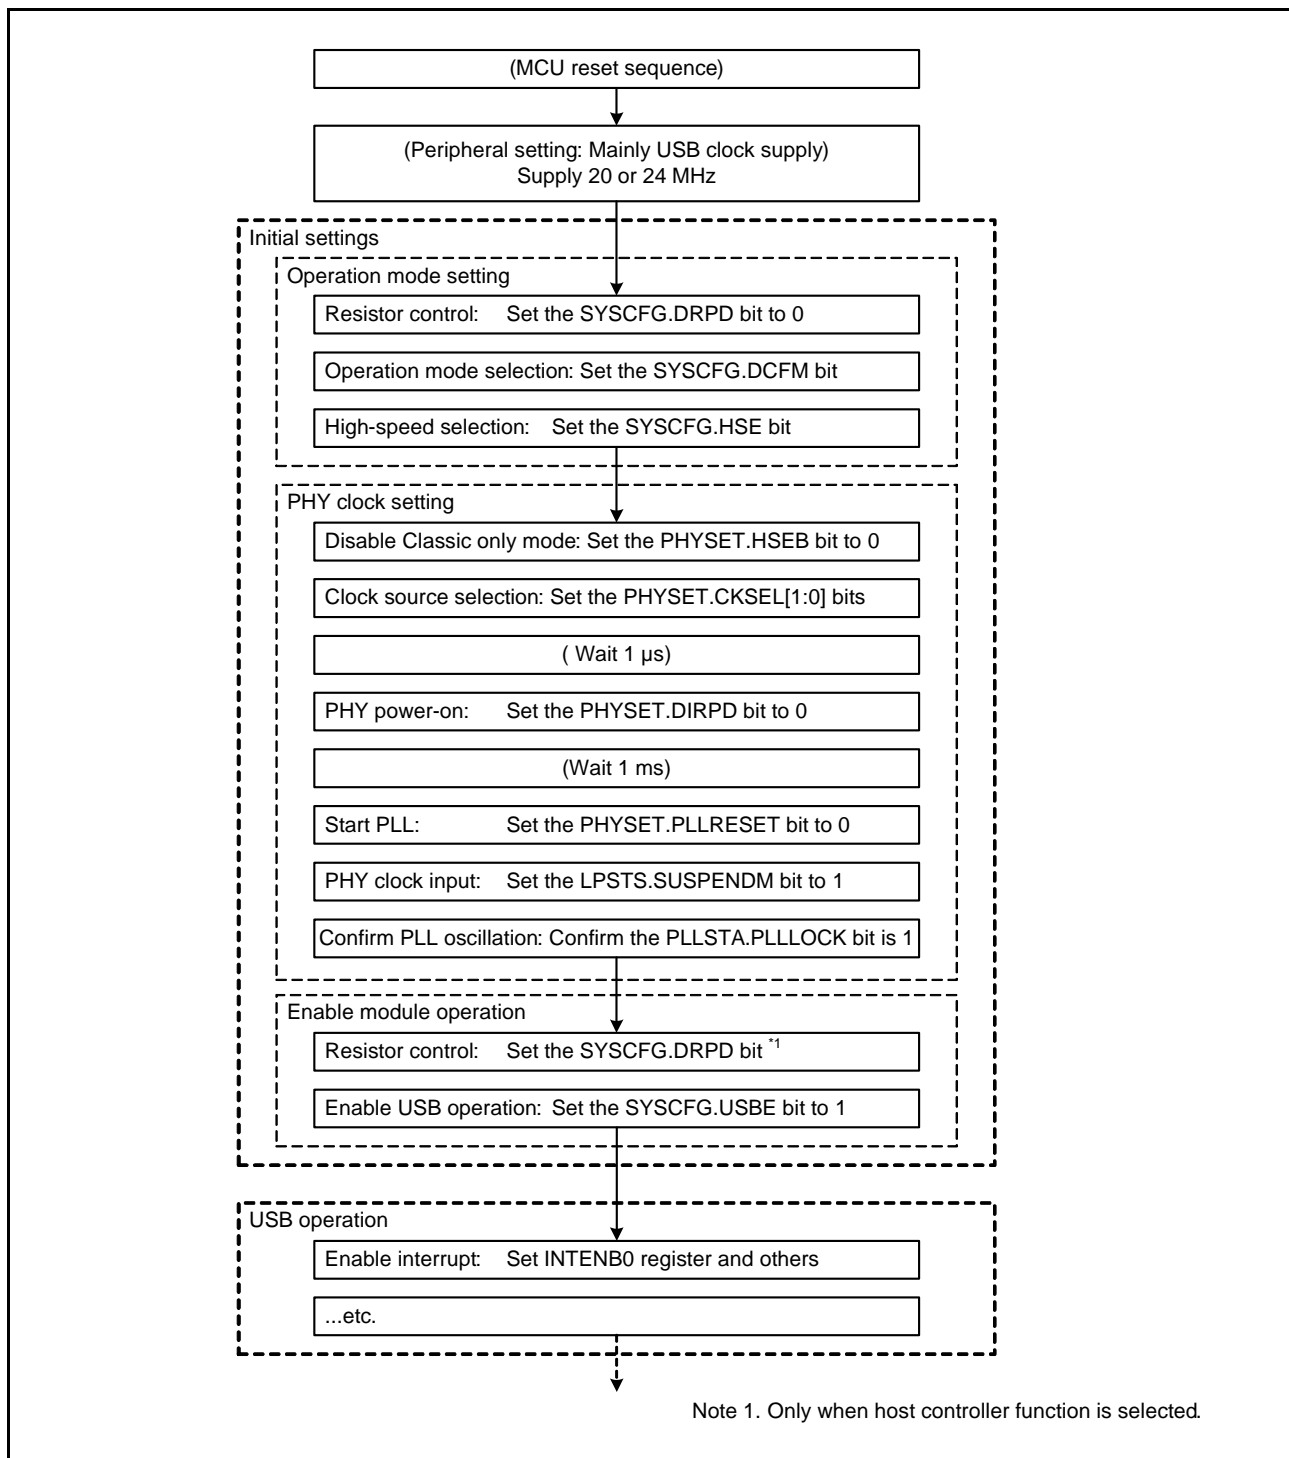 (MCU reset sequence)
(Peripheral setting: Mainly USB clock supply)
Supply 20 or 24 MHz
Initial settings
Operation mode setting
Resistor control: Set the SYSCFG.DRPD bit to 0
Operation mode selection: Set the SYSCFG.DCFM bit
High-speed selection: Set the SYSCFG.HSE bit
PHY clock setting
Disable Classic only mode: Set the PHYSET.HSEB bit to 0
Clock source selection: Set the PHYSET.CKSEL[1:0] bits
( Wait 1 µs)
PHY power-on: Set the PHYSET.DIRPD bit to 0
(Wait 1 ms)
Start PLL: Set the PHYSET.PLLRESET bit to 0
PHY clock input: Set the LPSTS.SUSPENDM bit to 1
Confirm PLL oscillation: Confirm the PLLSTA.PLLLOCK bit is 1
Enable module operation
Resistor control: Set the SYSCFG.DRPD bit *1
Enable USB operation: Set the SYSCFG.USBE bit to 1
USB operation
Enable interrupt: Set INTENB0 register and others
...etc.
Note 1. Only when host controller function is selected.